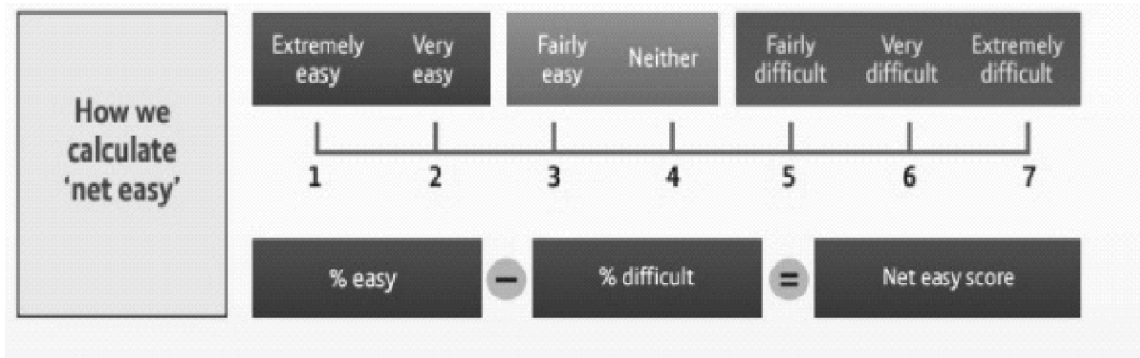 How we
calculate
‘net easy’
Extremely
easy
Very
easy
Fairly
easy
Neither
Fairly
difficult
Very
difficult
Extremely
difficult
1 2 3 4 5 6 7
% easy − % difficult = Net easy score